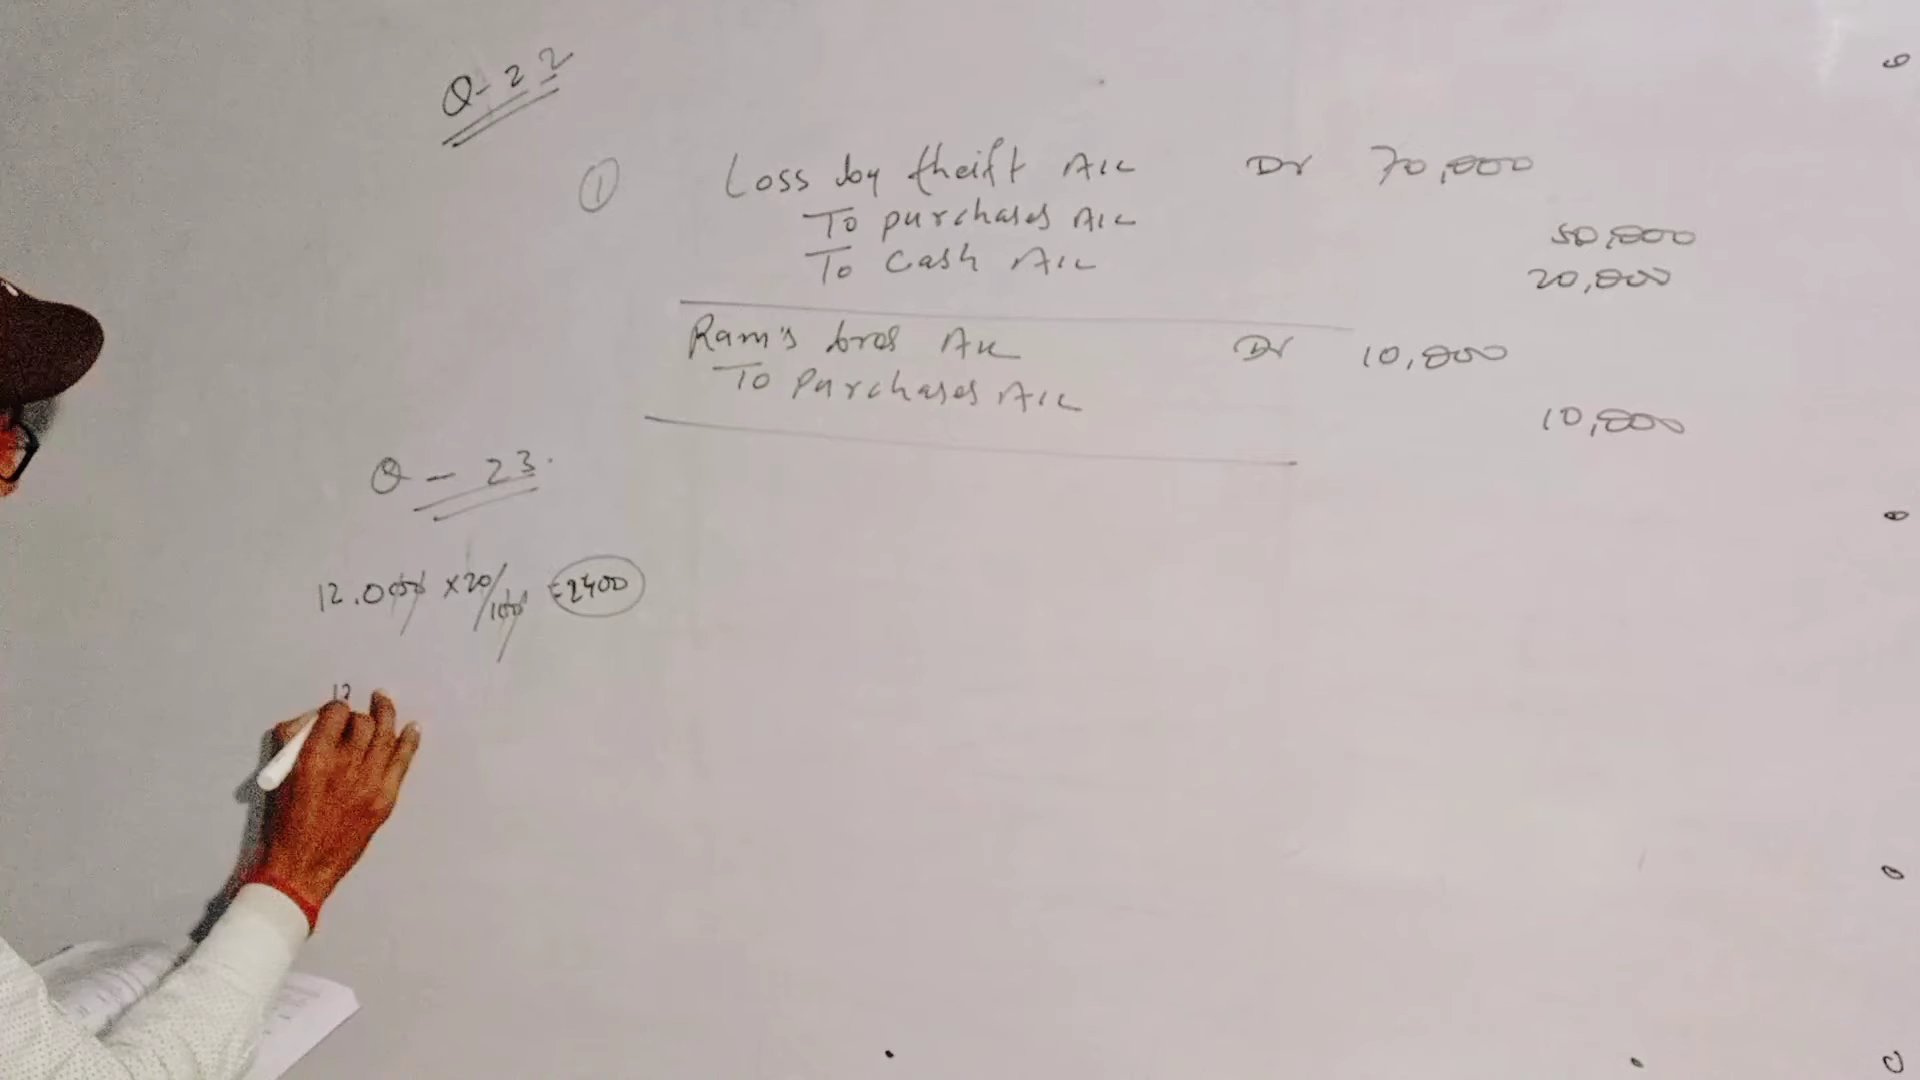 Q-22
① Loss by theift A/c Dr 70,000
To purchases A/c 50,000
To cash A/c 20,000
Ram's bros A/c Dr 10,000
To purchases A/c 10,000
Q-23.
12.000 x20/100 =2400
12